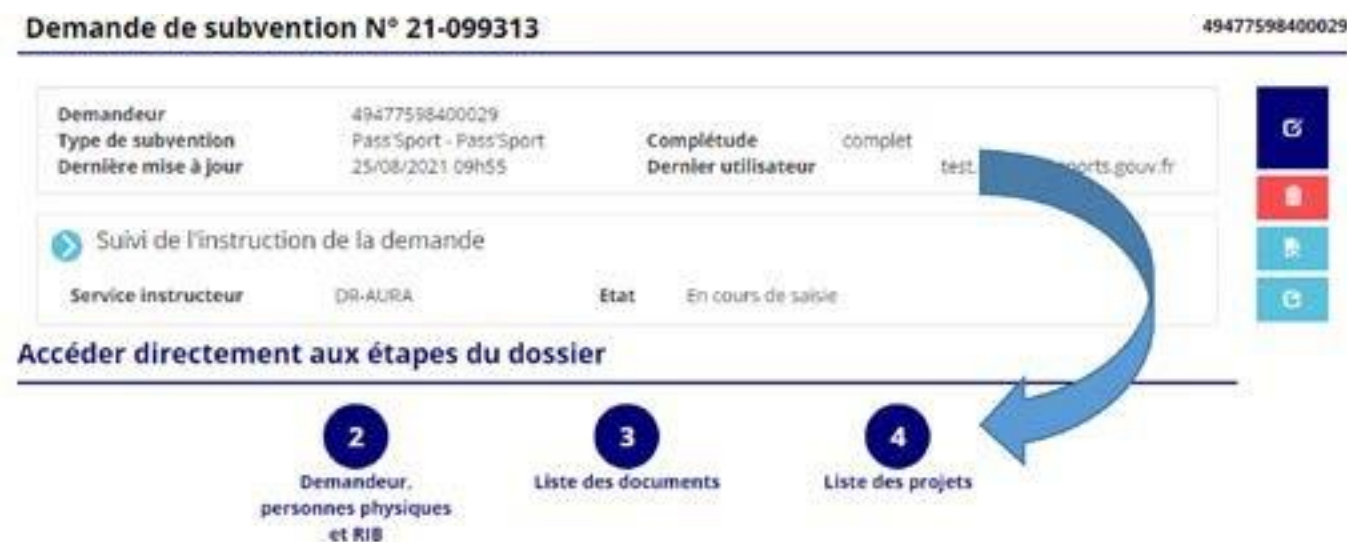 Demande de subvention N° 21-099313
49477598400029
Demandeur 49477598400029
Type de subvention Pass'Sport - Pass'Sport Complétude complet
Dernière mise à jour 25/08/2021 09h55 Dernier utilisateur test. ports.gouv.fr
Suivi de l'instruction de la demande
Service instructeur DR-AURA Etat En cours de saisie
Accéder directement aux étapes du dossier
2 3 4
Demandeur, Liste des documents Liste des projets
personnes physiques
et RIB